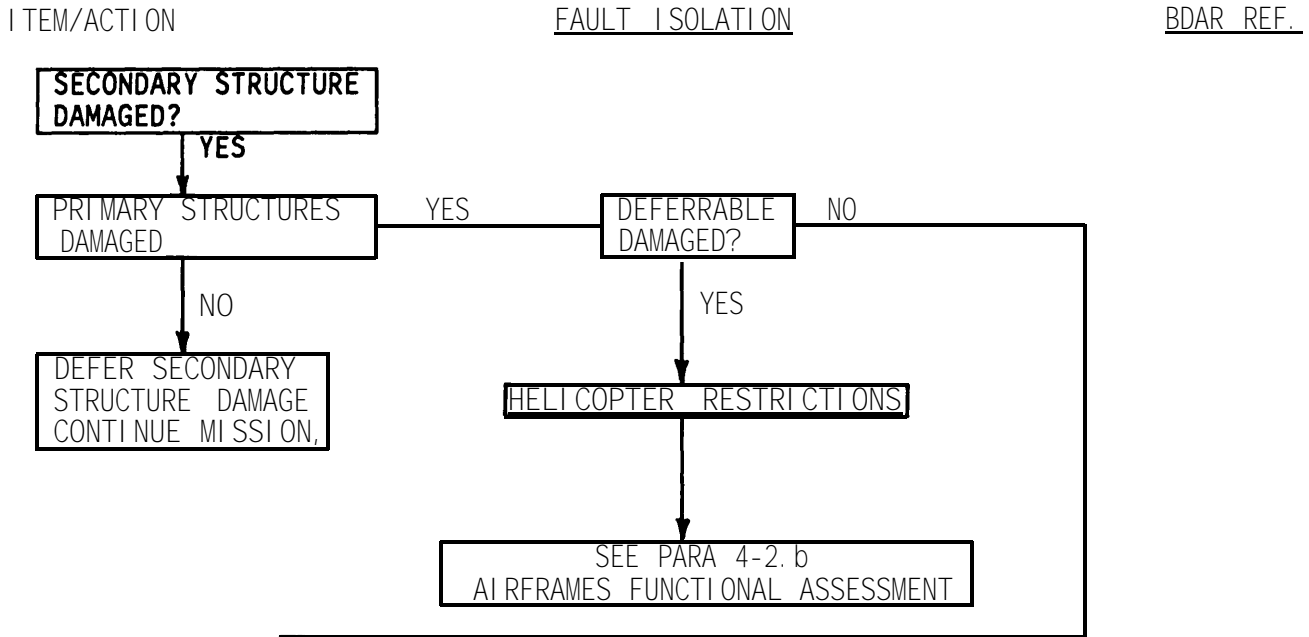 ITEM/ACTION
FAULT ISOLATION
BDAR REF.
SECONDARY STRUCTURE
DAMAGED?
YES
PRIMARY STRUCTURES
DAMAGED
YES
DEFERRABLE
DAMAGED?
NO
NO
YES
DEFER SECONDARY
STRUCTURE DAMAGE
CONTINUE MISSION,
HELICOPTER RESTRICTIONS
SEE PARA 4-2.b
AIRFRAMES FUNCTIONAL ASSESSMENT